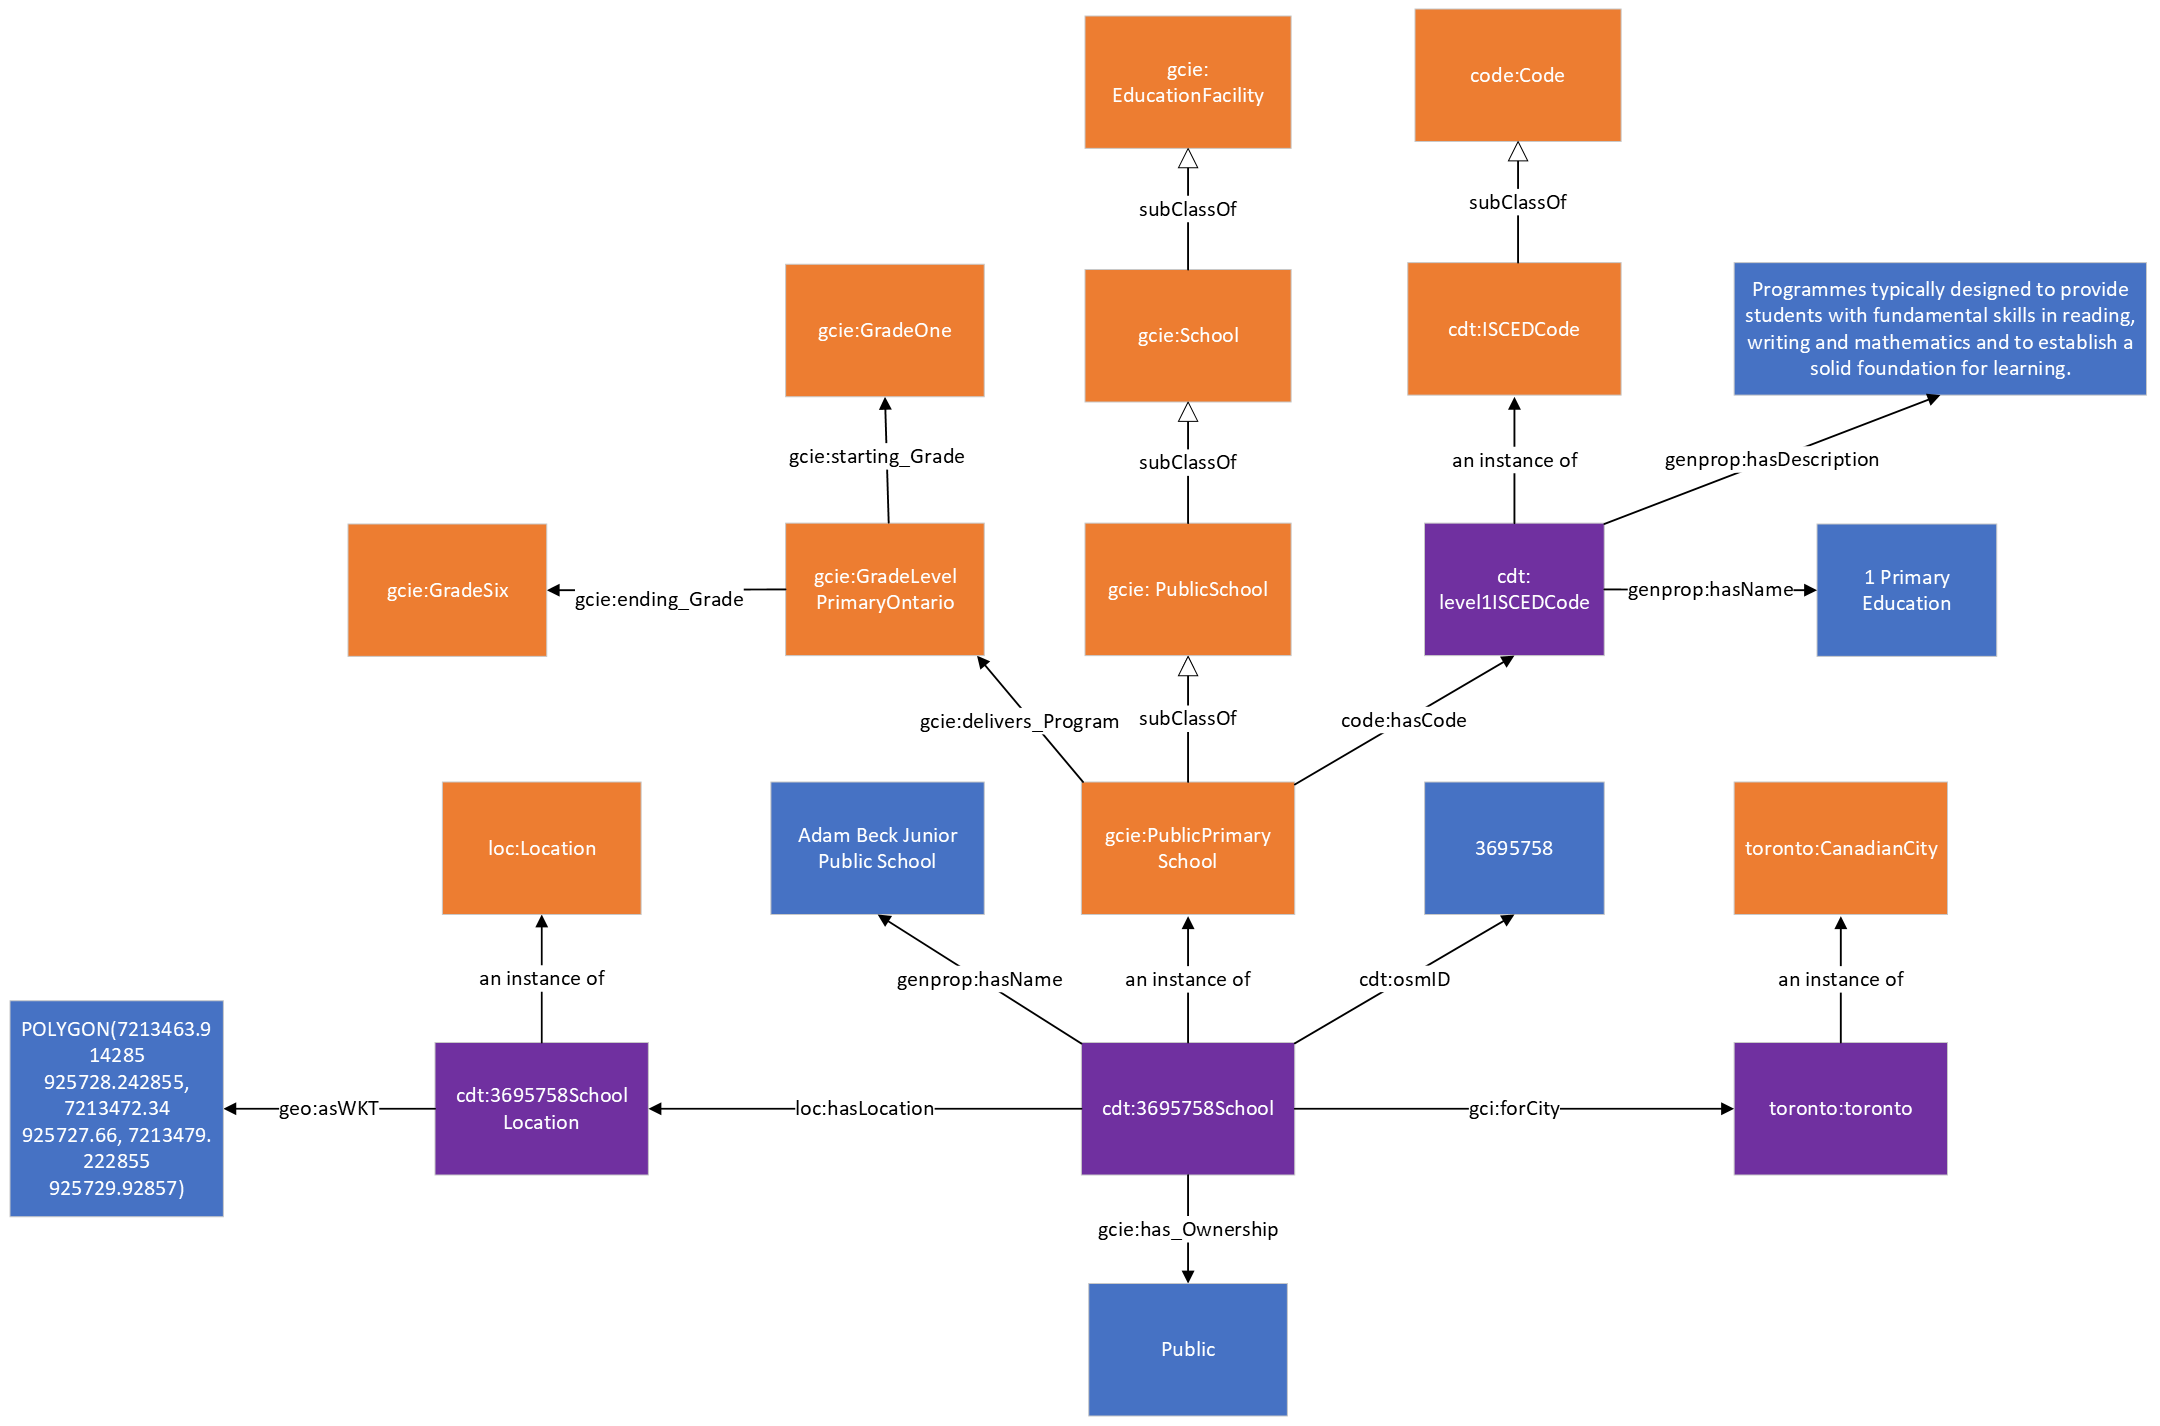 gcie:
EducationFacility
code:Code
subClassOf
subClassOf
gcie:GradeOne
gcie:School
cdt:ISCEDCode
Programmes typically designed to provide
students with fundamental skills in reading,
writing and mathematics and to establish a
solid foundation for learning.
gcie:starting_Grade
subClassOf
an instance of
genprop:hasDescription
gcie:GradeSix
gcie:ending_Grade
gcie:GradeLevel
PrimaryOntario
gcie: PublicSchool
cdt:
level1ISCEDCode
genprop:hasName
1 Primary
Education
gcie:delivers_Program
subClassOf
code:hasCode
loc:Location
Adam Beck Junior
Public School
gcie:PublicPrimary
School
3695758
toronto:CanadianCity
an instance of
genprop:hasName
an instance of
cdt:osmID
an instance of
POLYGON(7213463.9
14285
925728.242855,
7213472.34
925727.66, 7213479.
222855
925729.92857)
geo:asWKT
cdt:3695758School
Location
loc:hasLocation
cdt:3695758School
gci:forCity
toronto:toronto
gcie:has_Ownership
Public